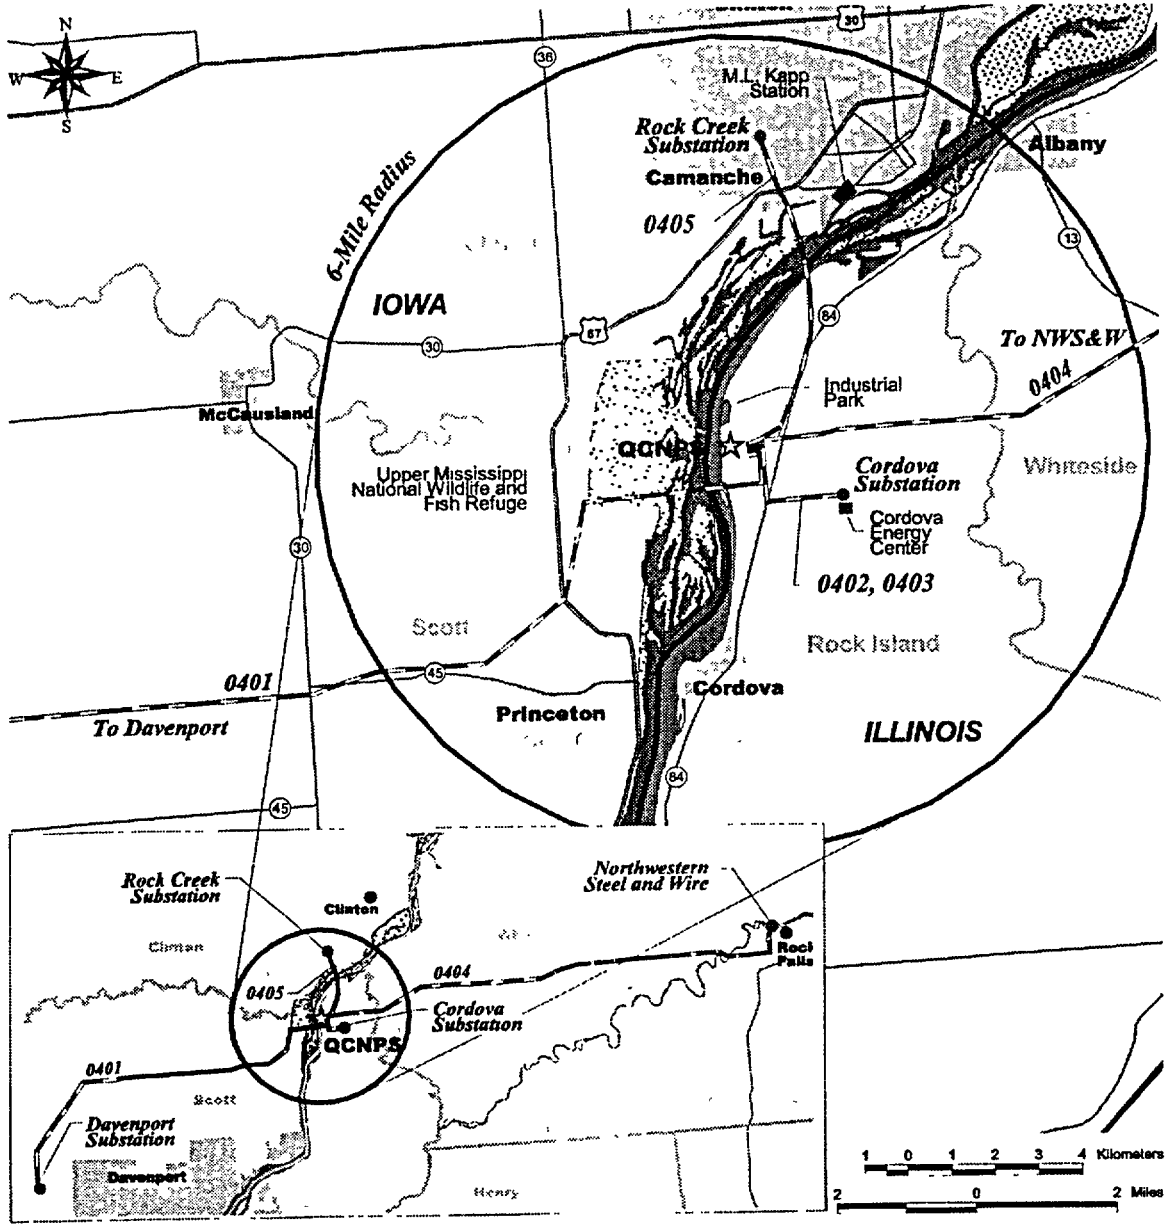 N
30
W
E
S
36
M.L. Kapp
Station
Rock Creek
Substation
Albany
Camanche
6-Mile Radius
0405
13
IOWA
84
67
To NWS&W
30
0404
Industrial
Park
McCausland
QCNPS
Cordova
Substation
Whiteside
Upper Mississippi
National Wildlife and
Fish Refuge
Cordova
Energy
Center
30
0402, 0403
Scott
Rock Island
45
0401
Cordova
To Davenport
Princeton
ILLINOIS
84
45
Rock Creek
Substation
Northwestern
Steel and Wire
Clinton
Clinton
Rock
Falls
0404
0405
Cordova
Substation
QCNPS
0401
Scott
Davenport
Substation
Davenport
Henry
1 0 1 2 3 4 Kilometers
2 0 2 Miles